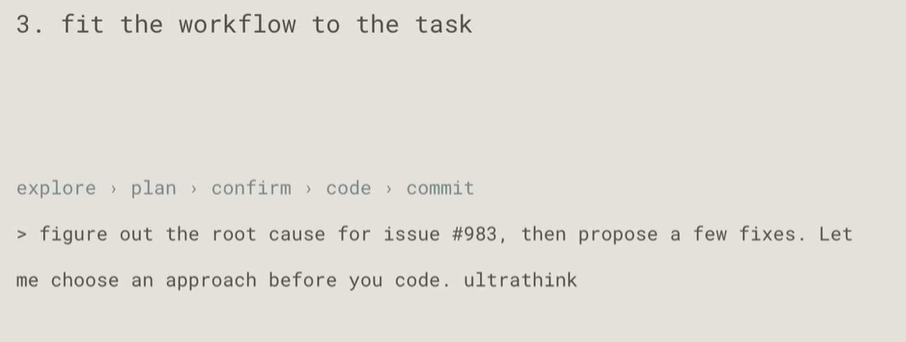 3. fit the workflow to the task
explore › plan › confirm › code › commit
> figure out the root cause for issue #983, then propose a few fixes. Let
me choose an approach before you code. ultrathink